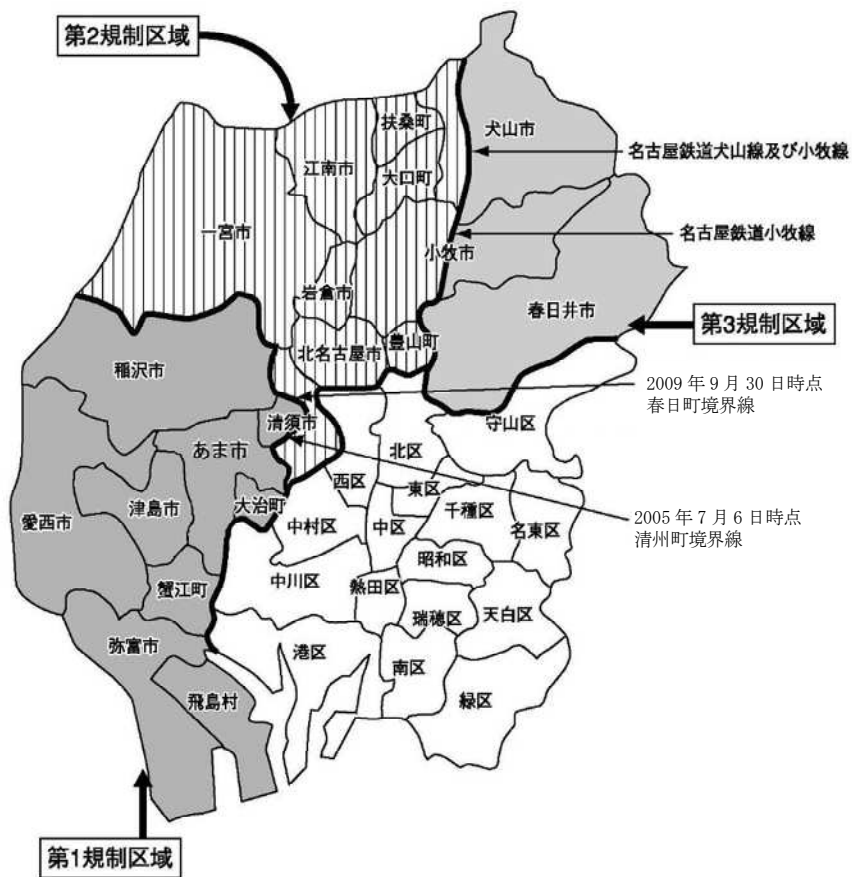 第2規制区域
扶桑町
犬山市
名古屋鉄道犬山線及び小牧線
江南市
大口町
一宮市
小牧市
名古屋鉄道小牧線
岩倉市
春日井市
第3規制区域
北名古屋市
豊山町
稲沢市
2009年9月30日時点
春日町境界線
清須市
守山区
あま市
北区
西区
東区
千種区
愛西市
津島市
大治町
中村区
中区
名東区
2005年7月6日時点
清州町境界線
昭和区
蟹江町
中川区
熱田区
瑞穂区
天白区
弥富市
港区
南区
飛島村
緑区
第1規制区域